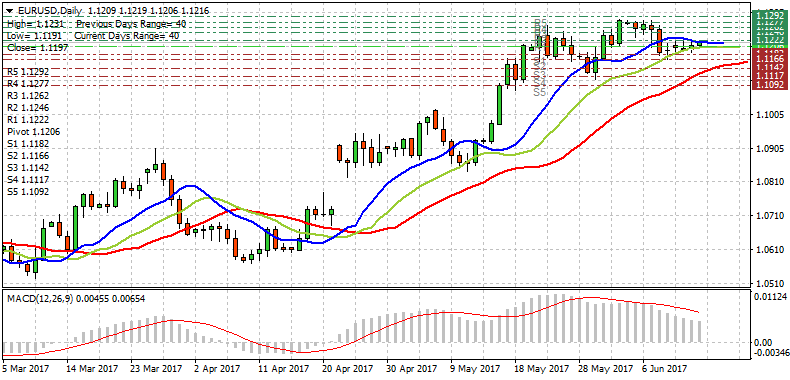 EURUSD,Daily 1.1209 1.1219 1.1206 1.1216
High= 1.1231 Previous Days Range= 40
Low= 1.1191 Current Days Range= 40
Close= 1.1197
R5 1.1292
R4 1.1277
R3 1.1262
R2 1.1246
R1 1.1222
Pivot 1.1206
S1 1.1182
S2 1.1166
S3 1.1142
S4 1.1117
S5 1.1092
R5
S5
1.1292
1.1277
1.1222
1.1166
1.1142
1.1117
1.1092
1.1005
1.0905
1.0810
1.0710
1.0610
1.0510
MACD(12,26,9) 0.00455 0.00654
0.01124
0.00
-0.00346
5 Mar 2017
14 Mar 2017
23 Mar 2017
2 Apr 2017
11 Apr 2017
20 Apr 2017
30 Apr 2017
9 May 2017
18 May 2017
28 May 2017
6 Jun 2017